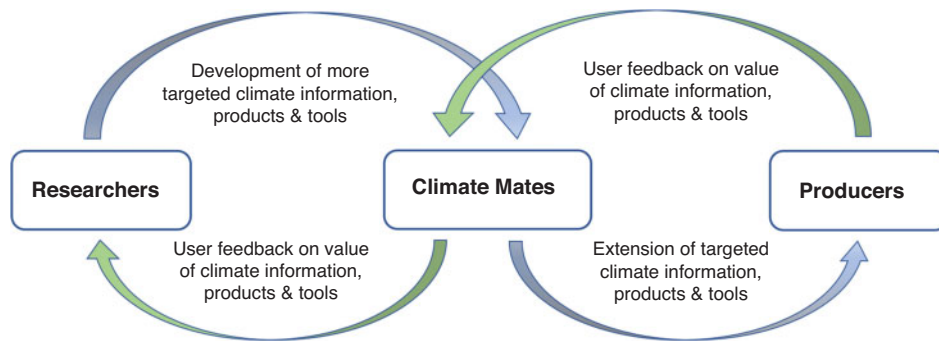 Development of more
targeted climate information,
products & tools
User feedback on value
of climate information,
products & tools
Researchers
Climate Mates
Producers
User feedback on value
of climate information,
products & tools
Extension of targeted
climate information,
products & tools